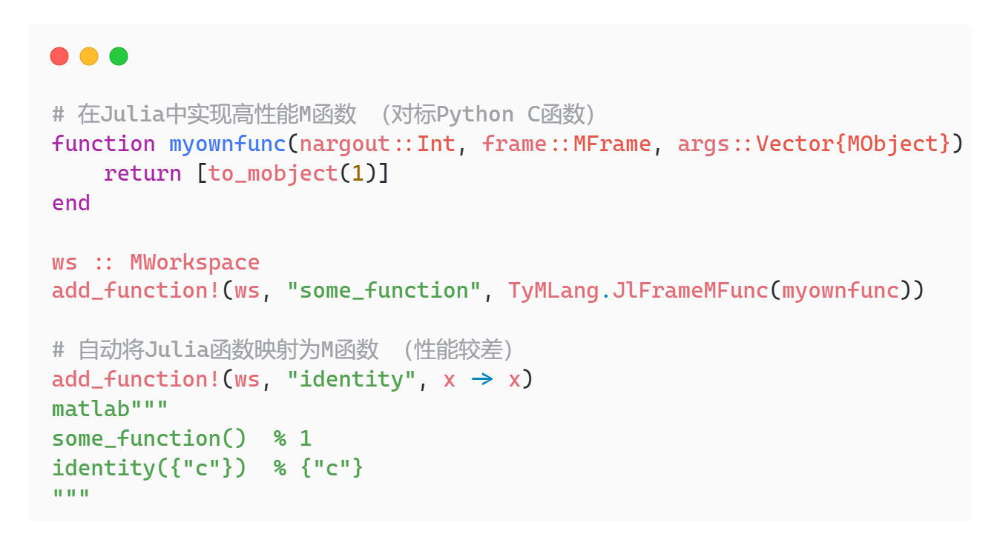 # 在Julia中实现高性能M函数 （对标Python C函数）
function myownfunc(nargout::Int, frame::MFrame, args::Vector{MObject})
    return [to_mobject(1)]
end
ws :: MWorkspace
add_function!(ws, "some_function", TyMLang.JlFrameMFunc(myownfunc))
# 自动将Julia函数映射为M函数 （性能较差）
add_function!(ws, "identity", x -> x)
matlab"""
some_function()  % 1
identity({"c"})  % {"c"}
"""